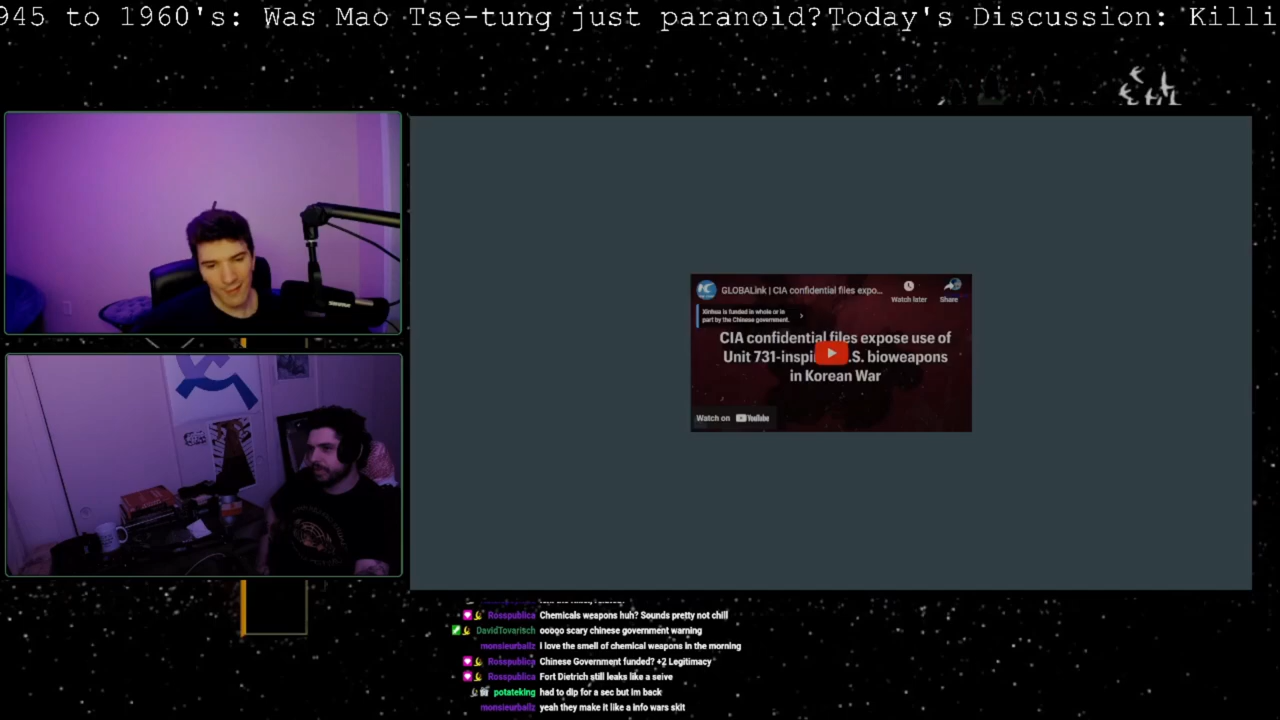 945 to 1960's: Was Mao Tse-tung just paranoid?Today's Discussion: Killi
GLOBALink | CIA confidential files expo...
Watch later
Share
Xinhua is funded in whole or in
part by the Chinese government.
CIA confidential files expose use of
Unit 731-inspi S. bioweapons
in Korean War
Watch on YouTube
Rosspublica Chemicals weapons huh? Sounds pretty not chill
DavidTovarisch ooooo scary chinese government warning
monsieurballz I love the smell of chemical weapons in the morning
Rosspublica Chinese Government funded? +2 Legitimacy
Rosspublica Fort Dietrich still leaks like a seive
potateking had to dip for a sec but im back
monsieurballz yeah they make it like a info wars skit